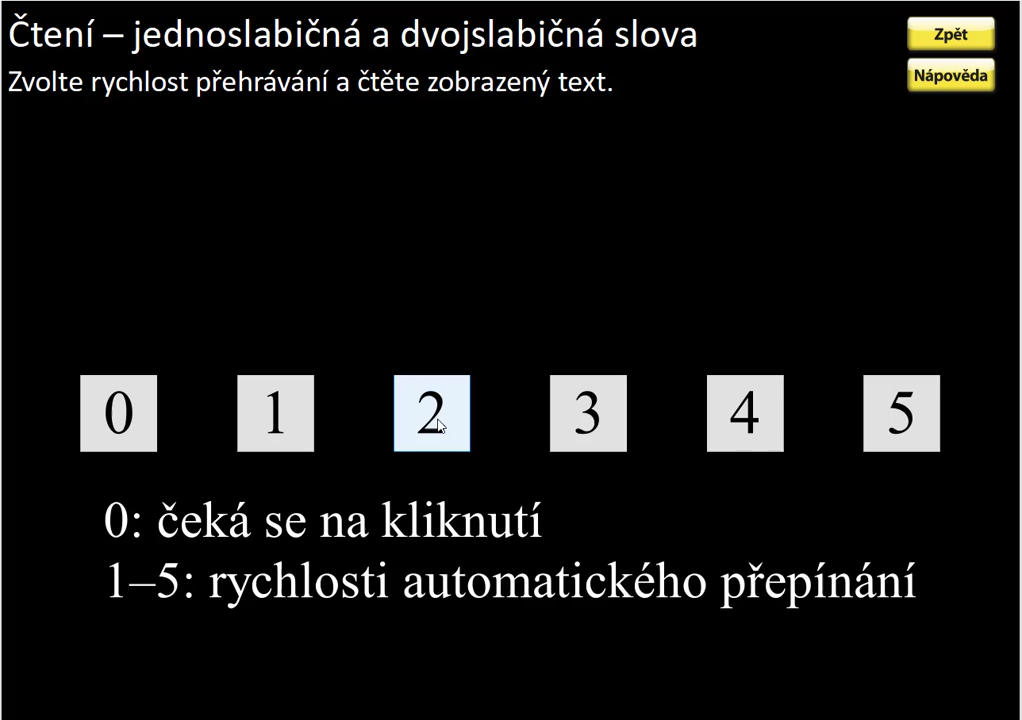 Čtení – jednoslabičná a dvojslabičná slova
Zpět
Zvolte rychlost přehrávání a čtěte zobrazený text.
Nápověda
0 1 2 3 4 5
0: čeká se na kliknutí
1–5: rychlosti automatického přepínání